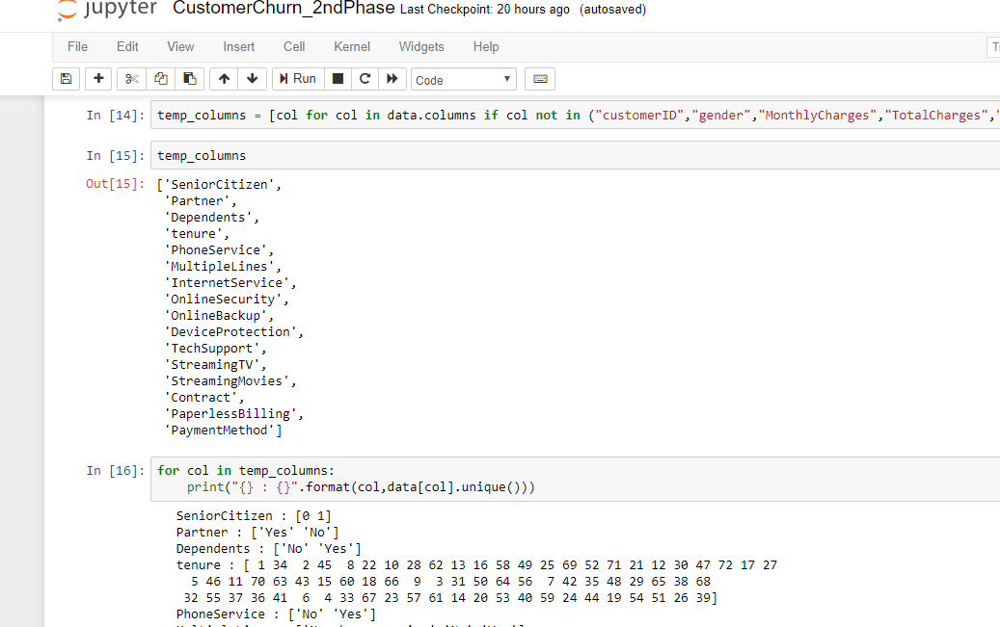 jupyter CustomerChurn_2ndPhase Last Checkpoint: 20 hours ago (autosaved)
File Edit View Insert Cell Kernel Widgets Help
Run Code
In [14]: temp_columns = [col for col in data.columns if col not in ("customerID","gender","MonthlyCharges","TotalCharges","
In [15]: temp_columns
Out[15]: ['SeniorCitizen',
'Partner',
'Dependents',
'tenure',
'PhoneService',
'MultipleLines',
'InternetService',
'OnlineSecurity',
'OnlineBackup',
'DeviceProtection',
'TechSupport',
'StreamingTV',
'StreamingMovies',
'Contract',
'PaperlessBilling',
'PaymentMethod']
In [16]: for col in temp_columns:
print("{} : {}".format(col,data[col].unique()))
SeniorCitizen : [0 1]
Partner : ['Yes' 'No']
Dependents : ['No' 'Yes']
tenure : [ 1 34  2 45  8 22 10 28 62 13 16 58 49 25 69 52 71 21 12 30 47 72 17 27
5 46 11 70 63 43 15 60 18 66  9  3 31 50 64 56  7 42 35 48 29 65 38 68
32 55 37 36 41  6  4 33 67 23 57 61 14 20 53 40 59 24 44 19 54 51 26 39]
PhoneService : ['No' 'Yes']